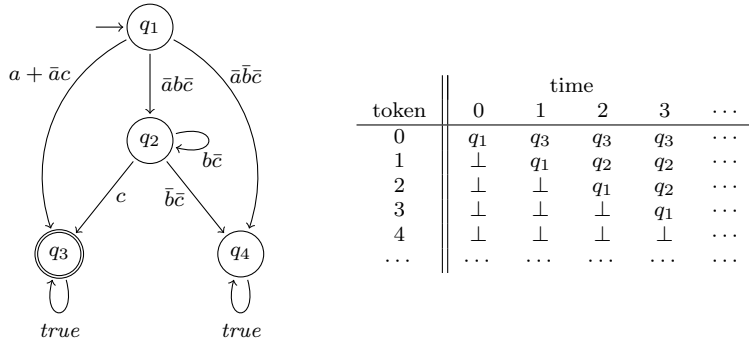 q₁
a + āc
āb̄c̄
ābc̄
q₂
bc̄
c
b̄c̄
q₃
q₄
true
true
time
token 0 1 2 3 ⋯
0 q₁ q₃ q₃ q₃ ⋯
1 ⊥ q₁ q₂ q₂ ⋯
2 ⊥ ⊥ q₁ q₂ ⋯
3 ⊥ ⊥ ⊥ q₁ ⋯
4 ⊥ ⊥ ⊥ ⊥ ⋯
⋯ ⋯ ⋯ ⋯ ⋯ ⋯